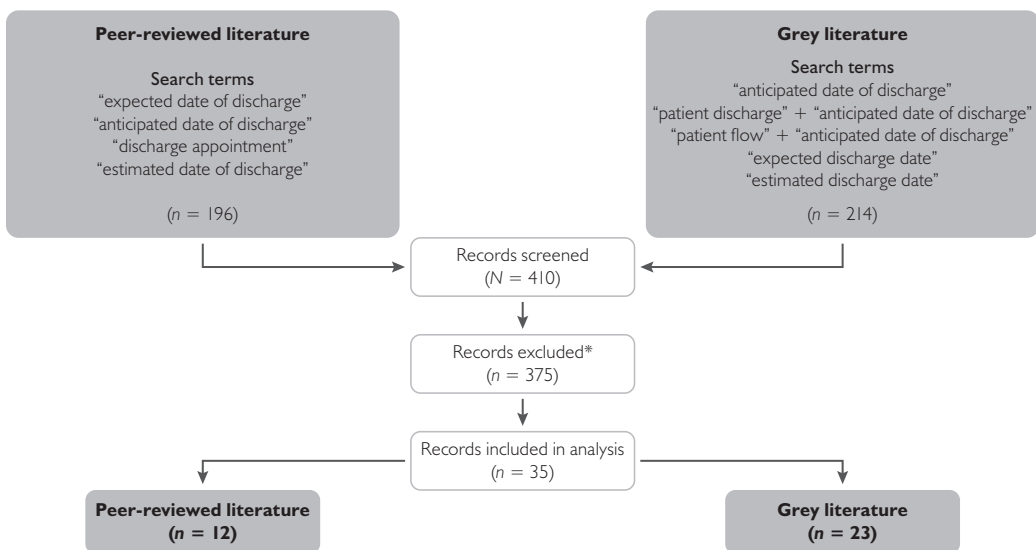 Peer-reviewed literature
Search terms
“expected date of discharge”
“anticipated date of discharge”
“discharge appointment”
“estimated date of discharge”
(n = 196)
Grey literature
Search terms
“anticipated date of discharge”
“patient discharge” + “anticipated date of discharge”
“patient flow” + “anticipated date of discharge”
“expected discharge date”
“estimated discharge date”
(n = 214)
Records screened
(N = 410)
Records excluded*
(n = 375)
Records included in analysis
(n = 35)
Peer-reviewed literature
(n = 12)
Grey literature
(n = 23)